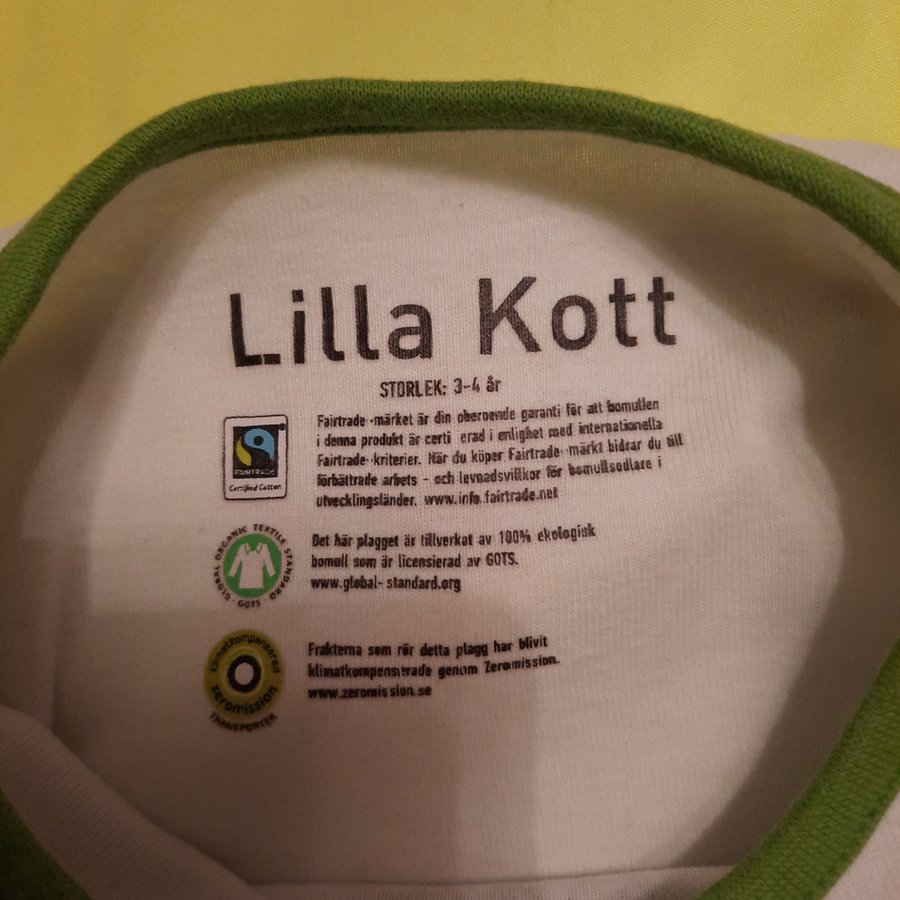 Lilla Kott
STORLEK: 3-4 år
FAIRTRADE
Certified Cotton
Fairtrade -märket är din oberoende garanti för att bomullen
i denna produkt är certi erad i enlighet med internationella
Fairtrade- kriterier. När du köper Fairtrade- märkt bidrar du till
förbättrade arbets - och levnadsvillkor för bomullsodlare i
utvecklingsländer. www.info.fairtrade.net
GLOBAL ORGANIC TEXTILE STANDARD
· GOTS ·
Det här plagget är tillverkat av 100% ekologisk
bomull som är licensierad av GOTS.
www.global- standard.org
klimatkompenserad
zeromission
TRANSPORTER
Frakterna som rör detta plagg har blivit
klimatkompenserade genom Zeromission.
www.zeromis sion.se